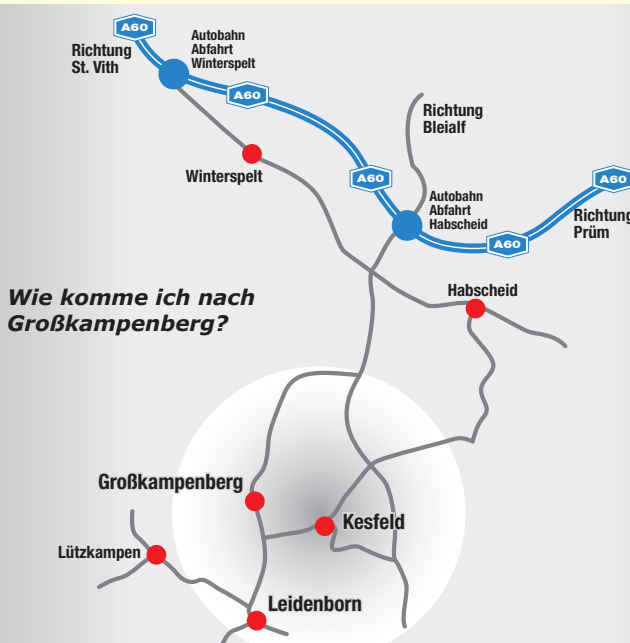 A60
Richtung
St. Vith
Autobahn
Abfahrt
Winterspelt
A60
Richtung
Bleialf
Winterspelt
A60
A60
Autobahn
Abfahrt
Habscheid
Richtung
Prüm
A60
Wie komme ich nach
Großkampenberg?
Habscheid
Großkampenberg
Kesfeld
Lützkampen
Leidenborn